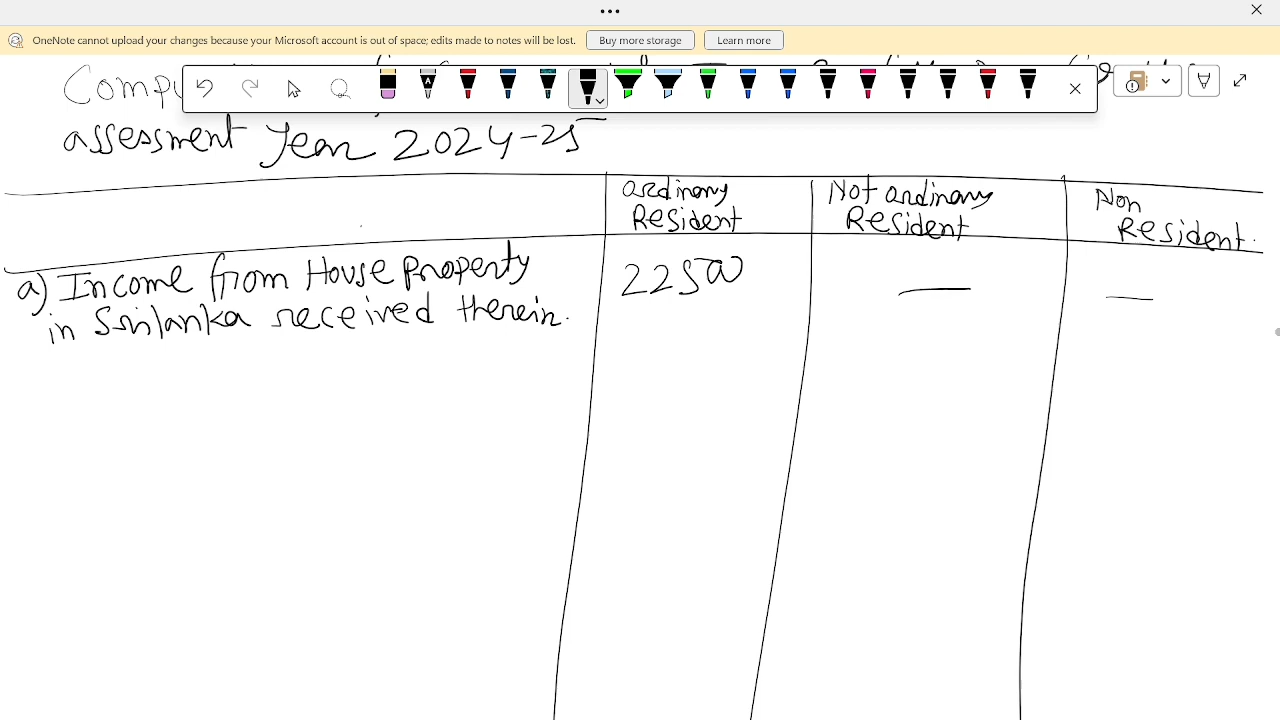 OneNote cannot upload your changes because your Microsoft account is out of space; edits made to notes will be lost. Buy more storage Learn more
assessment Year 2024-25
ordinary Resident
Not ordinary Resident
Non Resident.
a) Income from House Property 22500 — —
in Srilanka received therein.